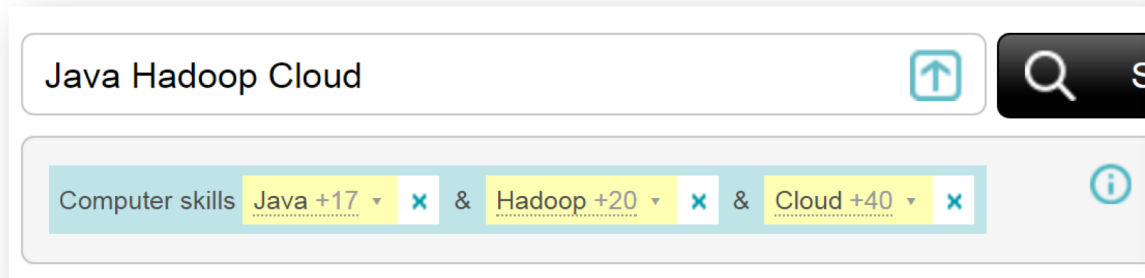 Java Hadoop Cloud
S
Computer skills Java +17 & Hadoop +20 & Cloud +40